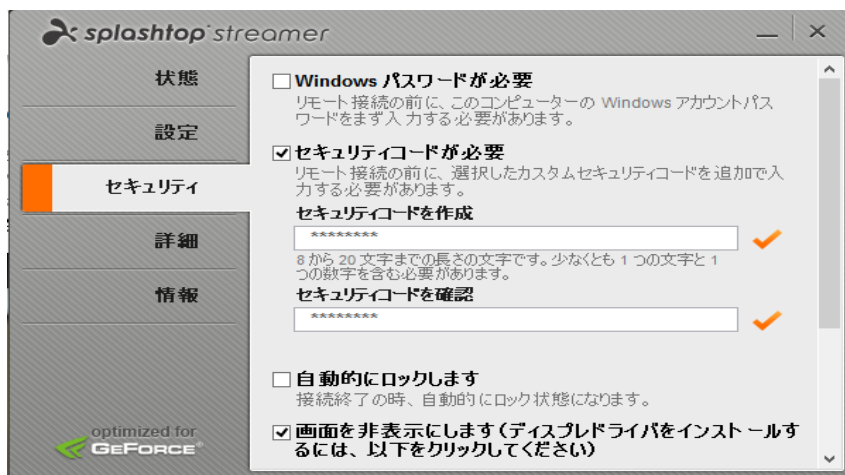 splashtop streamer
状態
設定
セキュリティ
詳細
情報
optimized for
GEFORCE
Windows パスワードが必要
リモート接続の前に、このコンピューターの Windows アカウントパス
ワードをまず入力する必要があります。
セキュリティコードが必要
リモート接続の前に、選択したカスタムセキュリティコードを追加で入
力する必要があります。
セキュリティコードを作成
********
8 から 20 文字までの長さの文字です。少なくとも 1 つの文字と 1
つの数字を含む必要があります。
セキュリティコードを確認
********
自動的にロックします
接続終了の時、自動的にロック状態になります。
画面を非表示にします(ディスプレドライバをインストールす
るには、以下をクリックしてください)